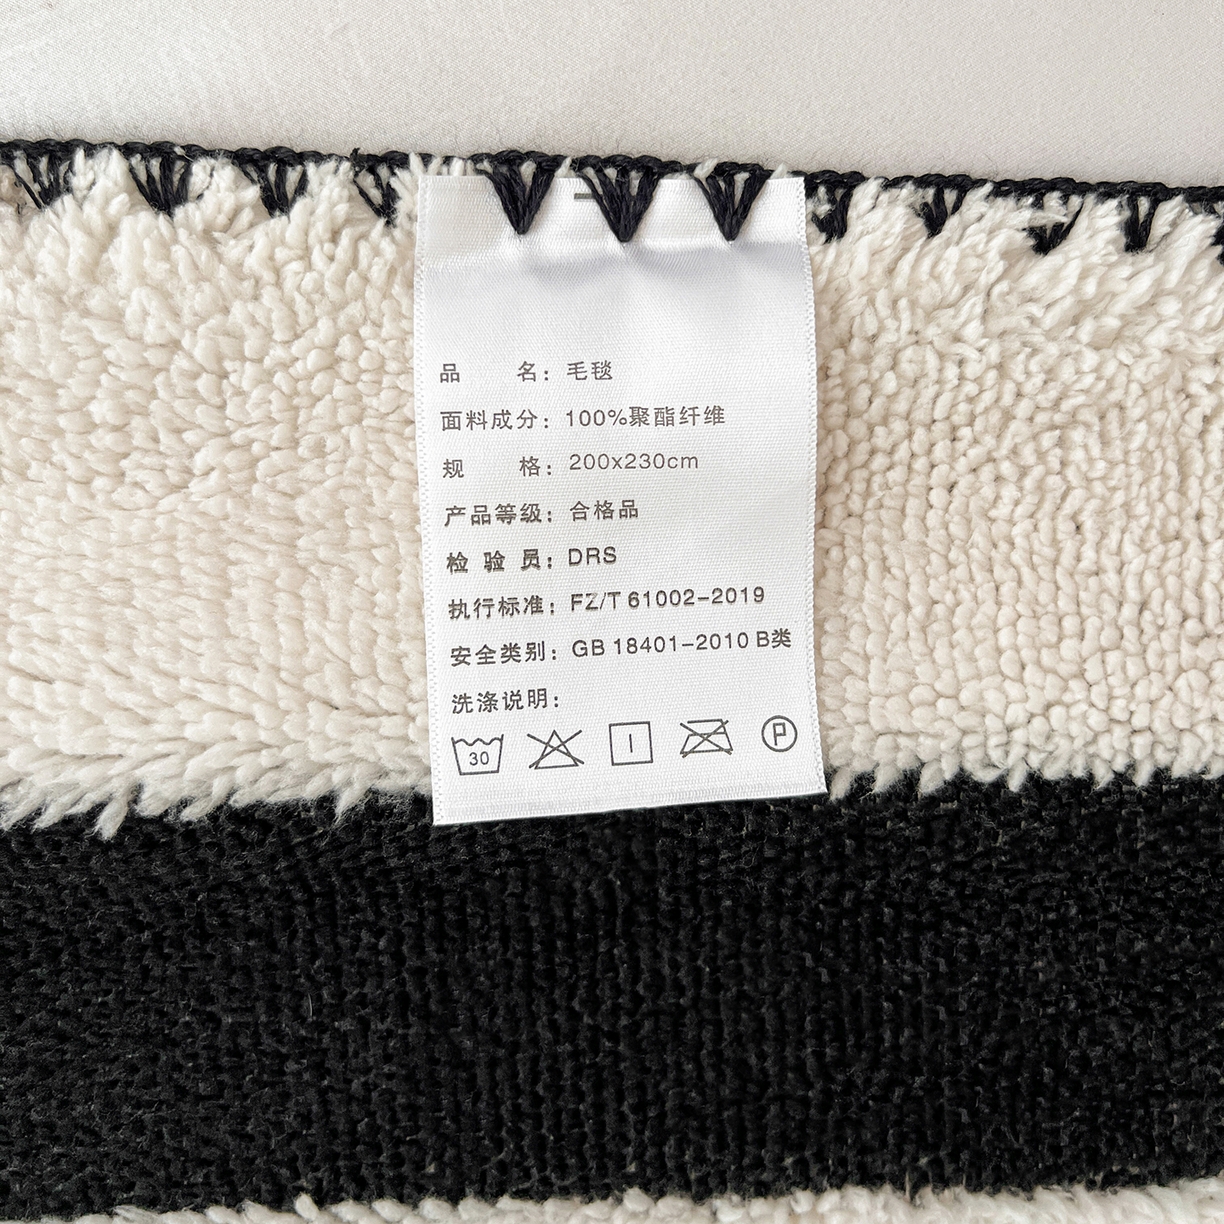 品 名：毛毯
面料成分：100%聚酯纤维
规 格：200x230cm
产品等级：合格品
检 验 员：DRS
执行标准：FZ/T 61002-2019
安全类别：GB 18401-2010 B类
洗涤说明：
30
P